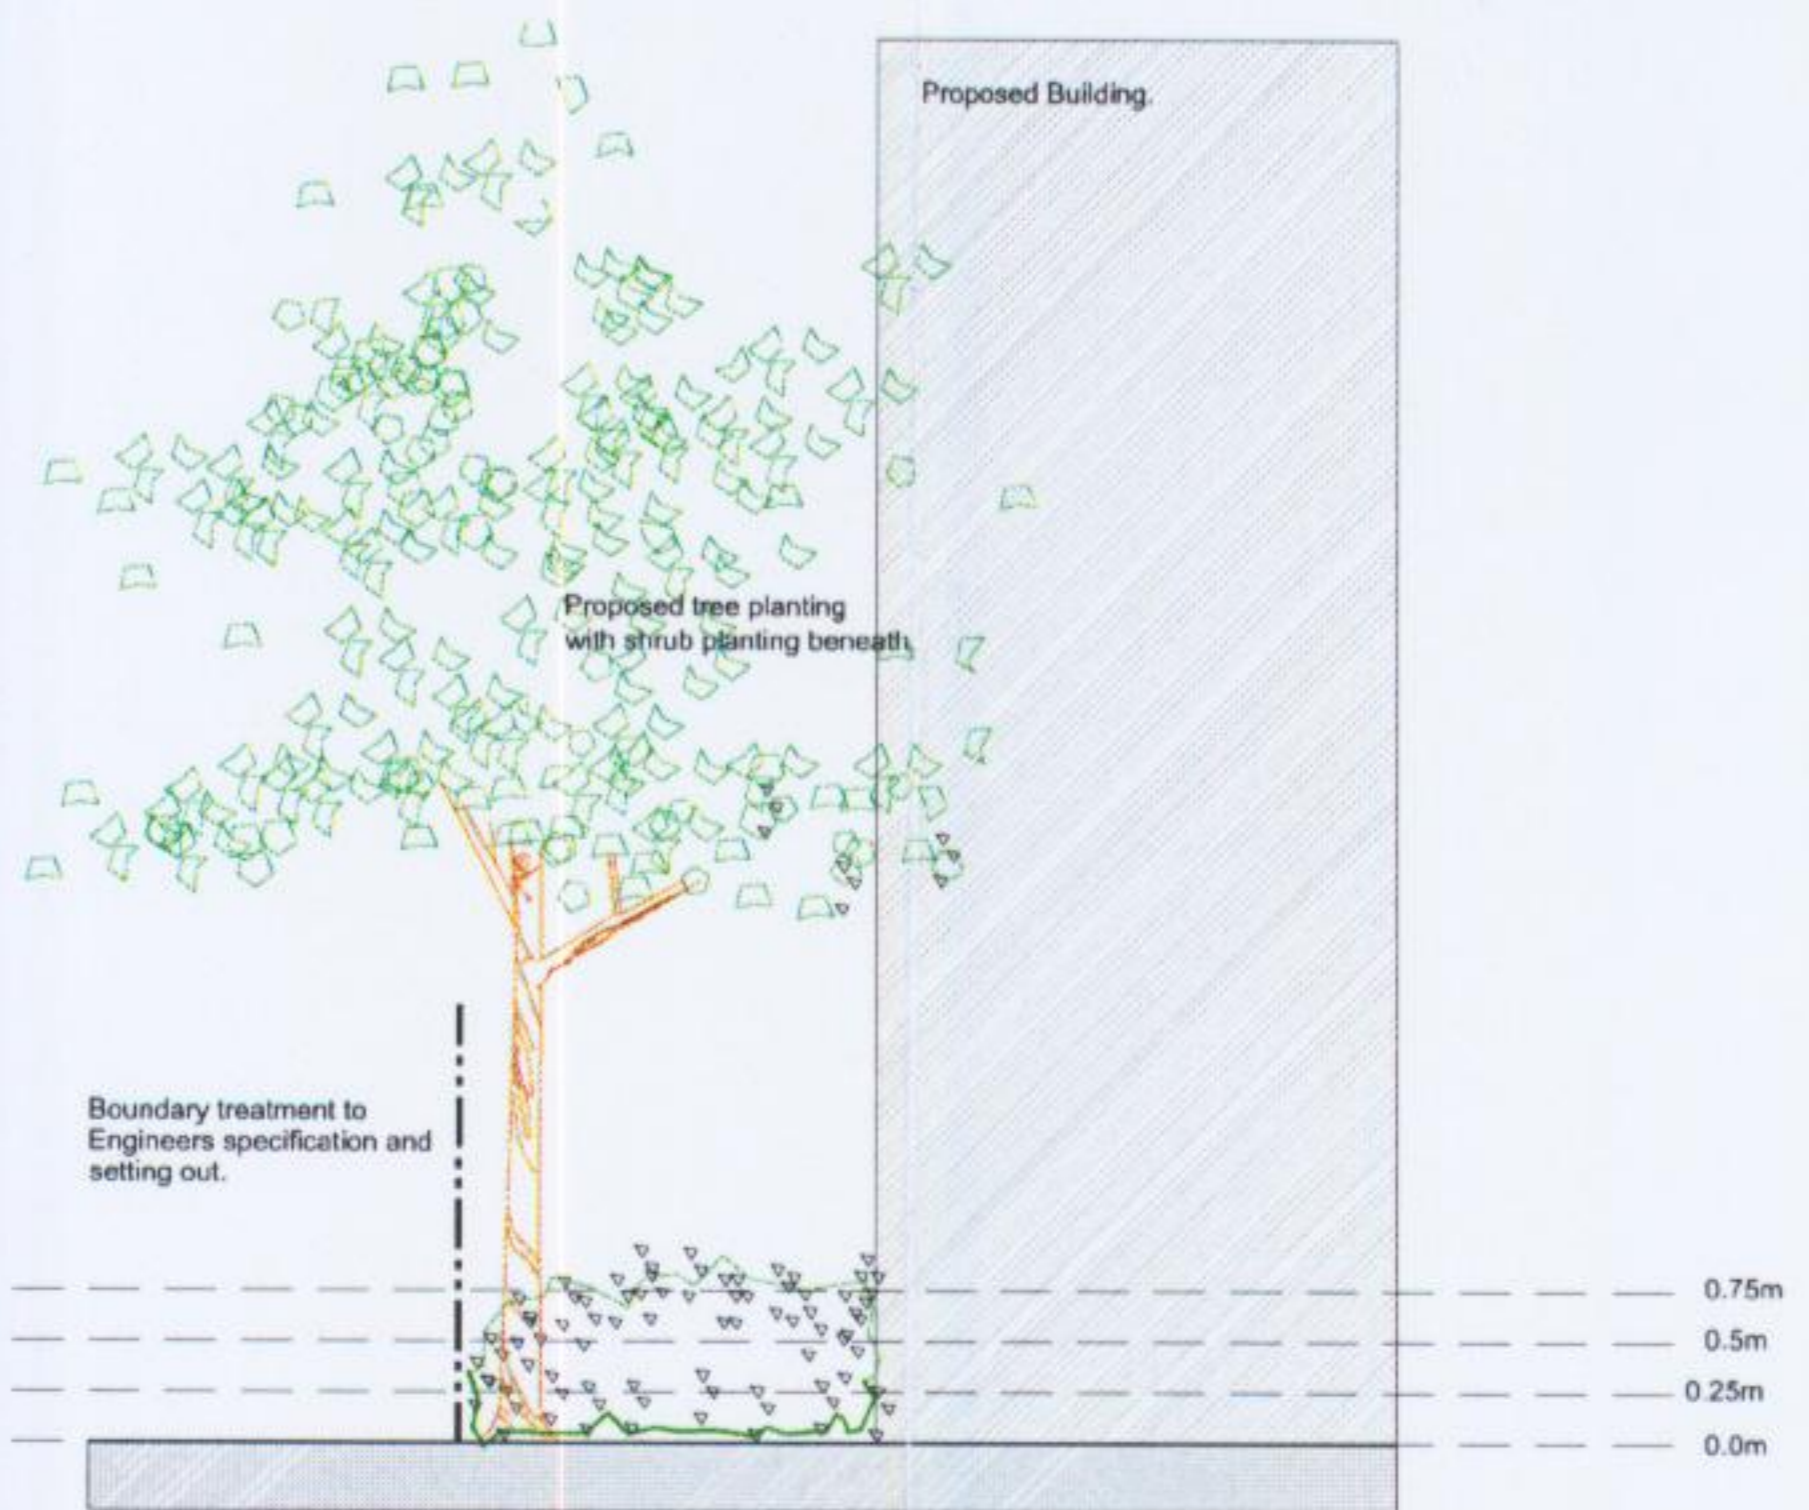 Proposed Building.
Proposed tree planting
with shrub planting beneath
Boundary treatment to
Engineers specification and
setting out.
0.75m
0.5m
0.25m
0.0m